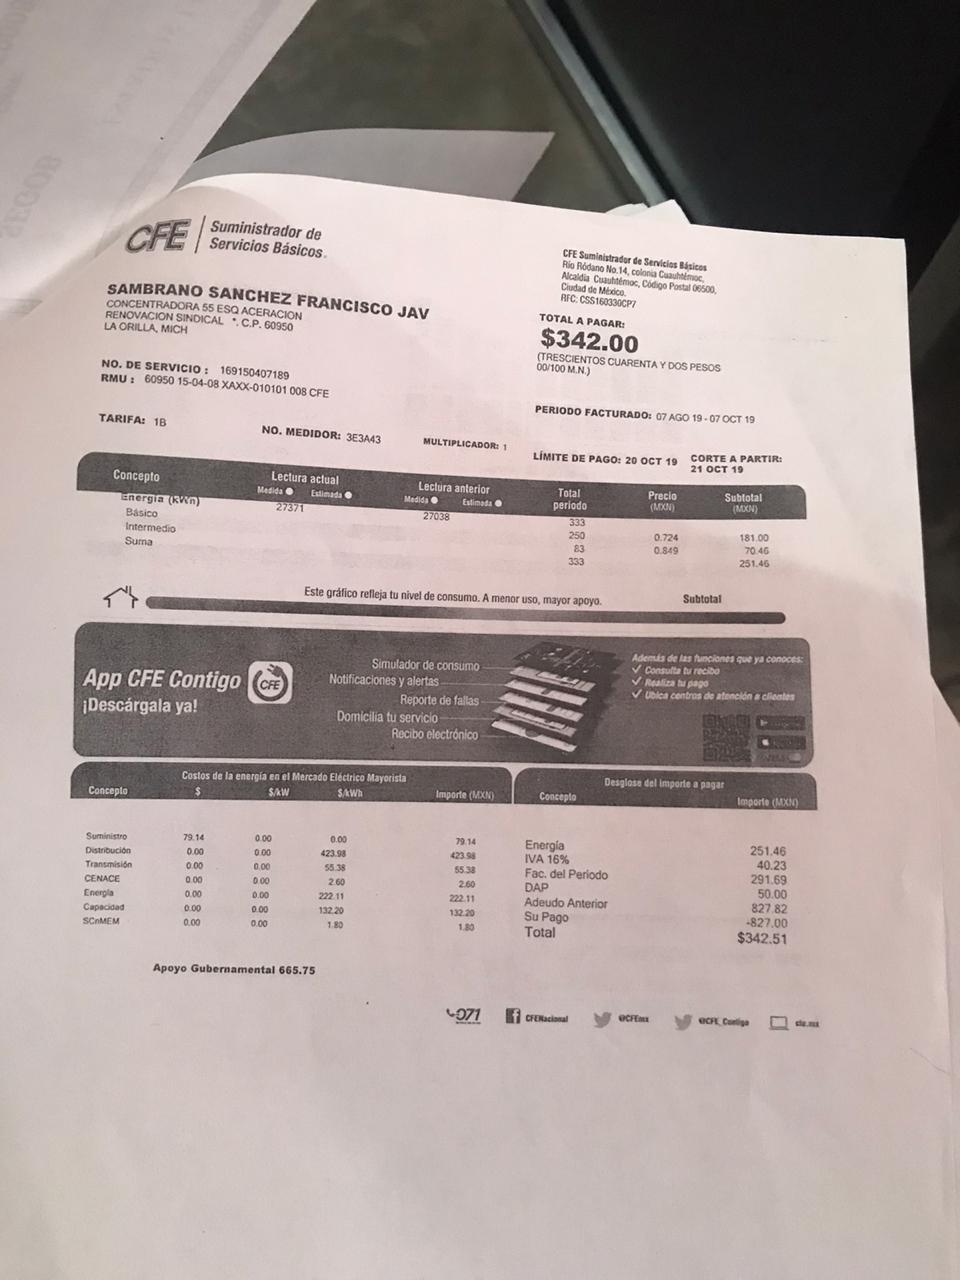 CFE
Suministrador de
Servicios Básicos®
CFE Suministrador de Servicios Básicos
Río Ródano No.14, colonia Cuauhtémoc,
Alcaldía Cuauhtémoc, Código Postal 06500,
Ciudad de México.
RFC: CSS160330CP7
SAMBRANO SANCHEZ FRANCISCO JAV
CONCENTRADORA 55 ESQ ACERACION
RENOVACION SINDICAL *. C.P. 60950
LA ORILLA, MICH
TOTAL A PAGAR:
$342.00
(TRESCIENTOS CUARENTA Y DOS PESOS
00/100 M.N.)
NO. DE SERVICIO : 169150407189
RMU : 60950 15-04-08 XAXX-010101 008 CFE
PERIODO FACTURADO: 07 AGO 19 - 07 OCT 19
TARIFA: 1B NO. MEDIDOR: 3E3A43 MULTIPLICADOR: 1
LÍMITE DE PAGO: 20 OCT 19 CORTE A PARTIR:
21 OCT 19
Concepto Lectura actual Lectura anterior Total periodo Precio (MXN) Subtotal (MXN)
Medida Estimada Medida Estimada
Energía (kWh) 27371 27038 333
Básico 250 0.724 181.00
Intermedio 83 0.849 70.46
Suma 333 251.46
Este gráfico refleja tu nivel de consumo. A menor uso, mayor apoyo. Subtotal
App CFE Contigo CFE
¡Descárgala ya!
Simulador de consumo
Notificaciones y alertas
Reporte de fallas
Domicilia tu servicio
Recibo electrónico
Además de las funciones que ya conoces:
✓ Consulta tu recibo
✓ Realiza tu pago
✓ Ubica centros de atención a clientes
Costos de la energía en el Mercado Eléctrico Mayorista
Concepto $ $/kW $/kWh Importe (MXN)
Suministro 79.14 0.00 0.00 79.14
Distribución 0.00 0.00 423.98 423.98
Transmisión 0.00 0.00 55.38 55.38
CENACE 0.00 0.00 2.60 2.60
Energía 0.00 0.00 222.11 222.11
Capacidad 0.00 0.00 132.20 132.20
SCnMEM 0.00 0.00 1.80 1.80
Desglose del importe a pagar
Concepto Importe (MXN)
Energía 251.46
IVA 16% 40.23
Fac. del Periodo 291.69
DAP 50.00
Adeudo Anterior 827.82
Su Pago -827.00
Total $342.51
Apoyo Gubernamental 665.75
071 CFENacional @CFEmx @CFE_Contigo cfe.mx
SEGOB